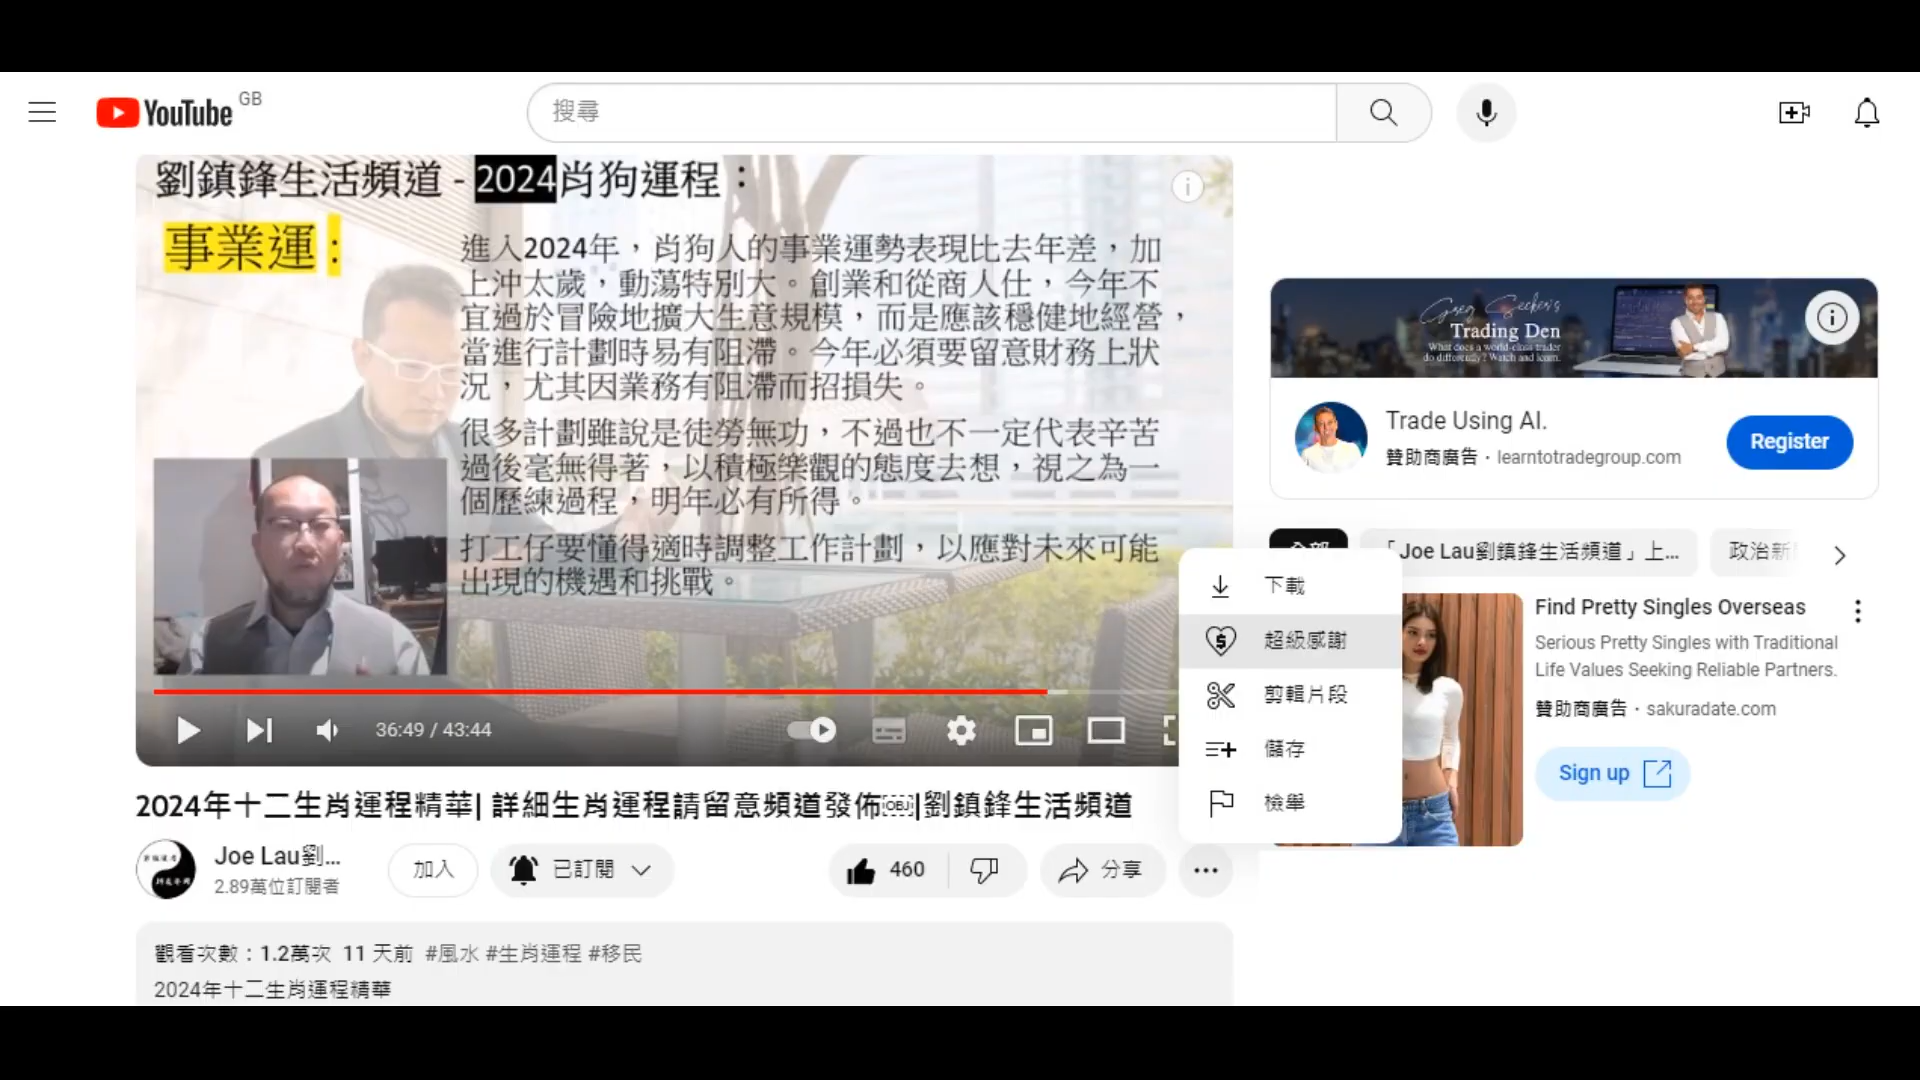 YouTube GB
搜尋
劉鎮鋒生活頻道 - 2024肖狗運程：
事業運：
進入2024年，肖狗人的事業運勢表現比去年差，加
上沖太歲，動蕩特別大。創業和從商人仕，今年不
宜過於冒險地擴大生意規模，而是應該穩健地經營，
當進行計劃時易有阻滯。今年必須要留意財務上狀
況，尤其因業務有阻滯而招損失。
很多計劃雖說是徒勞無功，不過也不一定代表辛苦
過後毫無得著，以積極樂觀的態度去想，視之為一
個歷練過程，明年必有所得。
打工仔要懂得適時調整工作計劃，以應對未來可能
出現的機遇和挑戰。
36:49 / 43:44
2024年十二生肖運程精華| 詳細生肖運程請留意頻道發佈￼|劉鎮鋒生活頻道
Joe Lau劉...
2.89萬位訂閱者
加入
已訂閱
460
分享
觀看次數：1.2萬次 11 天前 #風水 #生肖運程 #移民
2024年十二生肖運程精華
下載
超級感謝
剪輯片段
儲存
檢舉
Greg Secker's
Trading Den
What does a world-class trader
do differently? Watch and learn.
Trade Using AI.
贊助商廣告 · learntotradegroup.com
Register
全部
「Joe Lau劉鎮鋒生活頻道」上...
政治新
Find Pretty Singles Overseas
Serious Pretty Singles with Traditional
Life Values Seeking Reliable Partners.
贊助商廣告 · sakuradate.com
Sign up